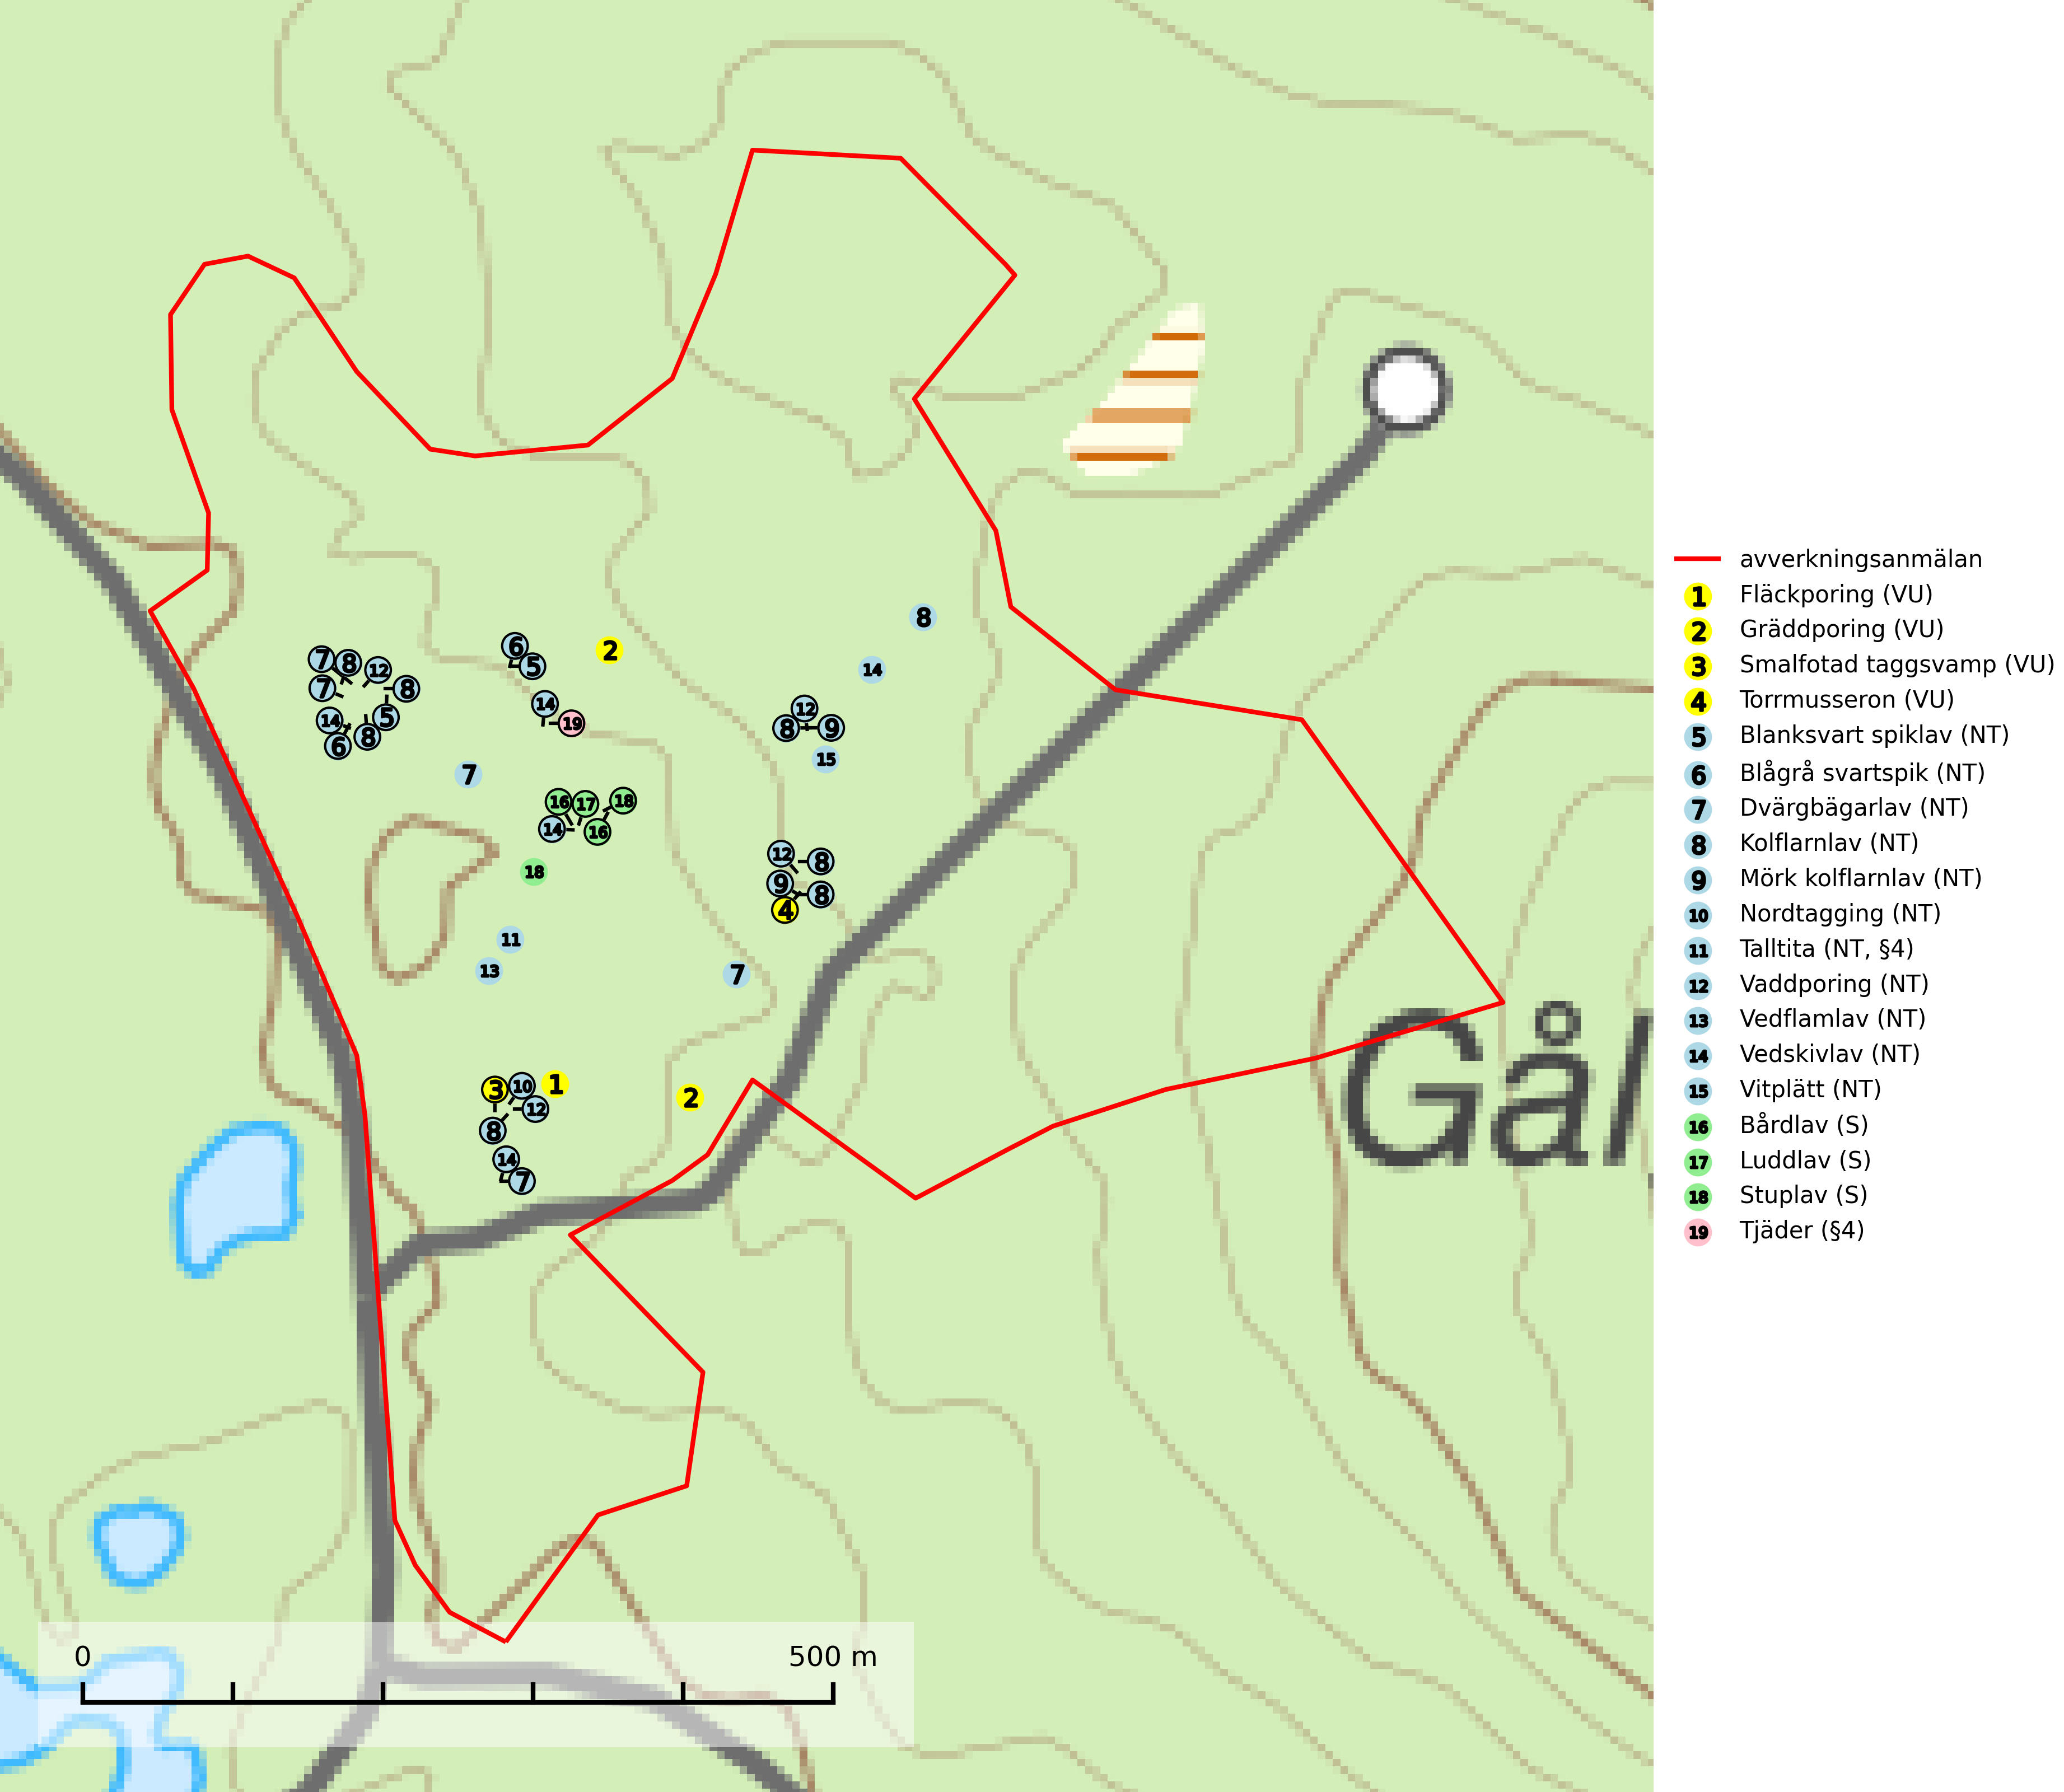 8
6
5
2
7
8
12
7
8
14
14
19
5
14
6
8
12
8
9
15
7
16
17
18
14
16
18
12
8
9
8
4
11
13
7
3
10
1
12
2
8
14
7
Gål
0
500 m
avverkningsanmälan
1 Fläckporing (VU)
2 Gräddporing (VU)
3 Smalfotad taggsvamp (VU)
4 Torrmusseron (VU)
5 Blanksvart spiklav (NT)
6 Blågrå svartspik (NT)
7 Dvärgbägarlav (NT)
8 Kolflarnlav (NT)
9 Mörk kolflarnlav (NT)
10 Nordtagging (NT)
11 Talltita (NT, §4)
12 Vaddporing (NT)
13 Vedflamlav (NT)
14 Vedskivlav (NT)
15 Vitplätt (NT)
16 Bårdlav (S)
17 Luddlav (S)
18 Stuplav (S)
19 Tjäder (§4)